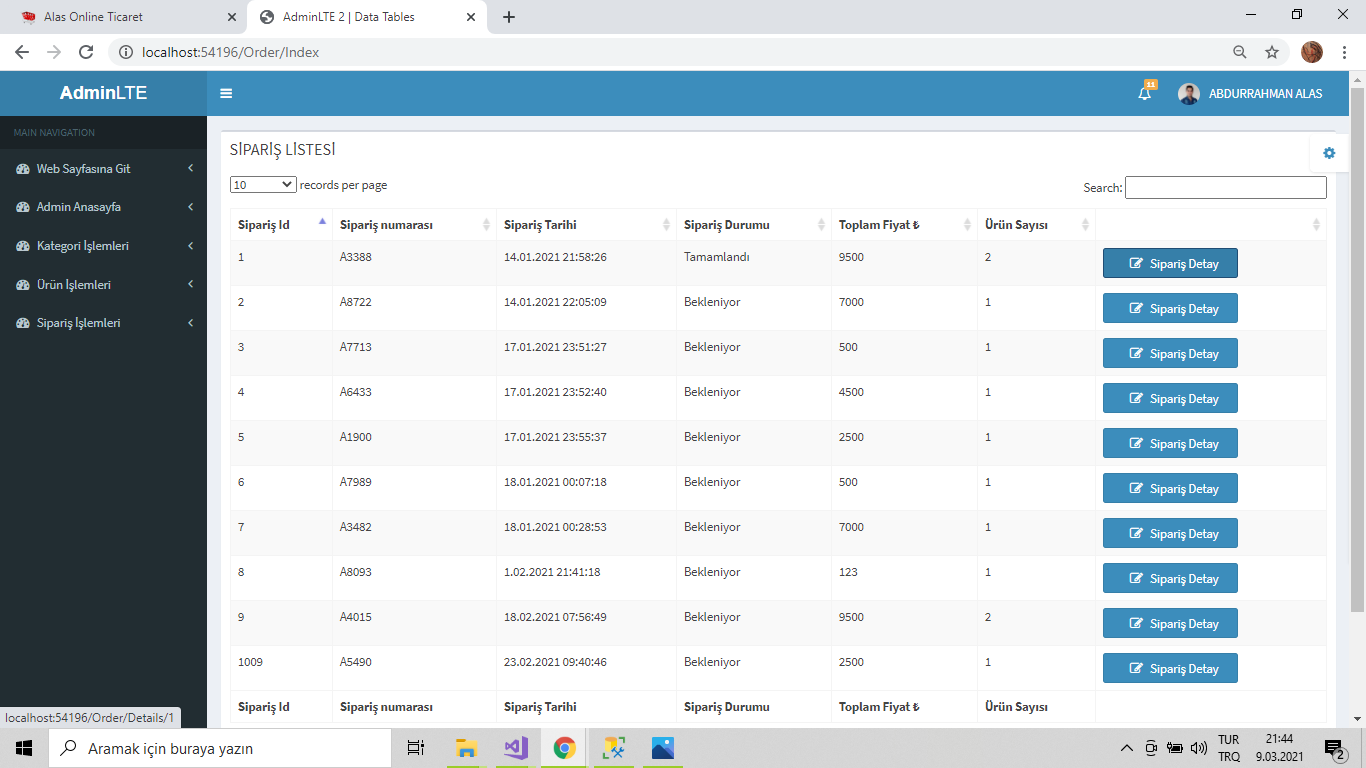 Alas Online Ticaret
AdminLTE 2 | Data Tables
localhost:54196/Order/Index
AdminLTE
11
ABDURRAHMAN ALAS
MAIN NAVIGATION
Web Sayfasına Git
Admin Anasayfa
Kategori İşlemleri
Ürün İşlemleri
Sipariş İşlemleri
SİPARİŞ LİSTESİ
10 records per page
Search:
Sipariş Id Sipariş numarası Sipariş Tarihi Sipariş Durumu Toplam Fiyat ₺ Ürün Sayısı
1 A3388 14.01.2021 21:58:26 Tamamlandı 9500 2 Sipariş Detay
2 A8722 14.01.2021 22:05:09 Bekleniyor 7000 1 Sipariş Detay
3 A7713 17.01.2021 23:51:27 Bekleniyor 500 1 Sipariş Detay
4 A6433 17.01.2021 23:52:40 Bekleniyor 4500 1 Sipariş Detay
5 A1900 17.01.2021 23:55:37 Bekleniyor 2500 1 Sipariş Detay
6 A7989 18.01.2021 00:07:18 Bekleniyor 500 1 Sipariş Detay
7 A3482 18.01.2021 00:28:53 Bekleniyor 7000 1 Sipariş Detay
8 A8093 1.02.2021 21:41:18 Bekleniyor 123 1 Sipariş Detay
9 A4015 18.02.2021 07:56:49 Bekleniyor 9500 2 Sipariş Detay
1009 A5490 23.02.2021 09:40:46 Bekleniyor 2500 1 Sipariş Detay
Sipariş Id Sipariş numarası Sipariş Tarihi Sipariş Durumu Toplam Fiyat ₺ Ürün Sayısı
localhost:54196/Order/Details/1
Aramak için buraya yazın
TUR
TRQ
21:44
9.03.2021
2